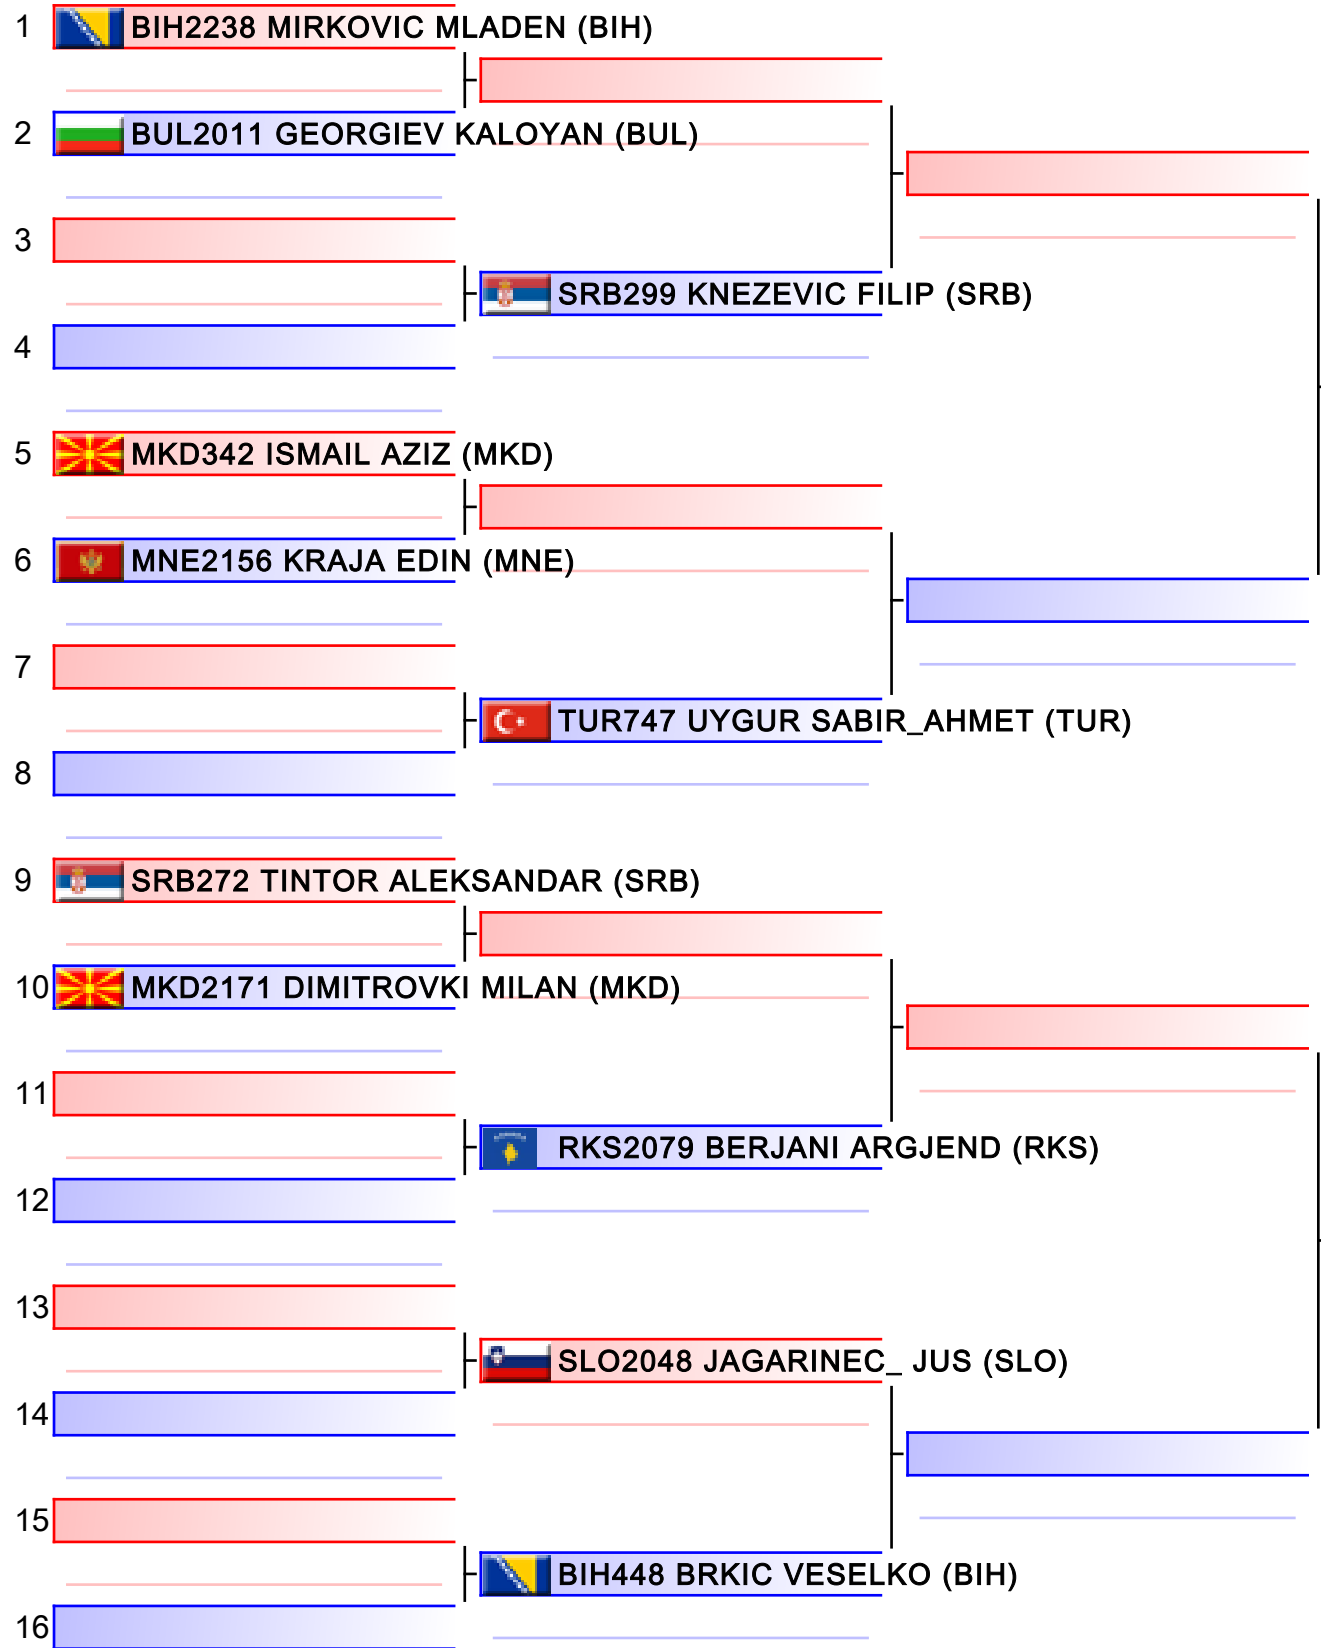 1 BIH2238 MIRKOVIC MLADEN (BIH)
2 BUL2011 GEORGIEV KALOYAN (BUL)
3
SRB299 KNEZEVIC FILIP (SRB)
4
5 MKD342 ISMAIL AZIZ (MKD)
6 MNE2156 KRAJA EDIN (MNE)
7
TUR747 UYGUR SABIR_AHMET (TUR)
8
9 SRB272 TINTOR ALEKSANDAR (SRB)
10 MKD2171 DIMITROVKI MILAN (MKD)
11
RKS2079 BERJANI ARGJEND (RKS)
12
13
SLO2048 JAGARINEC_ JUS (SLO)
14
15
BIH448 BRKIC VESELKO (BIH)
16